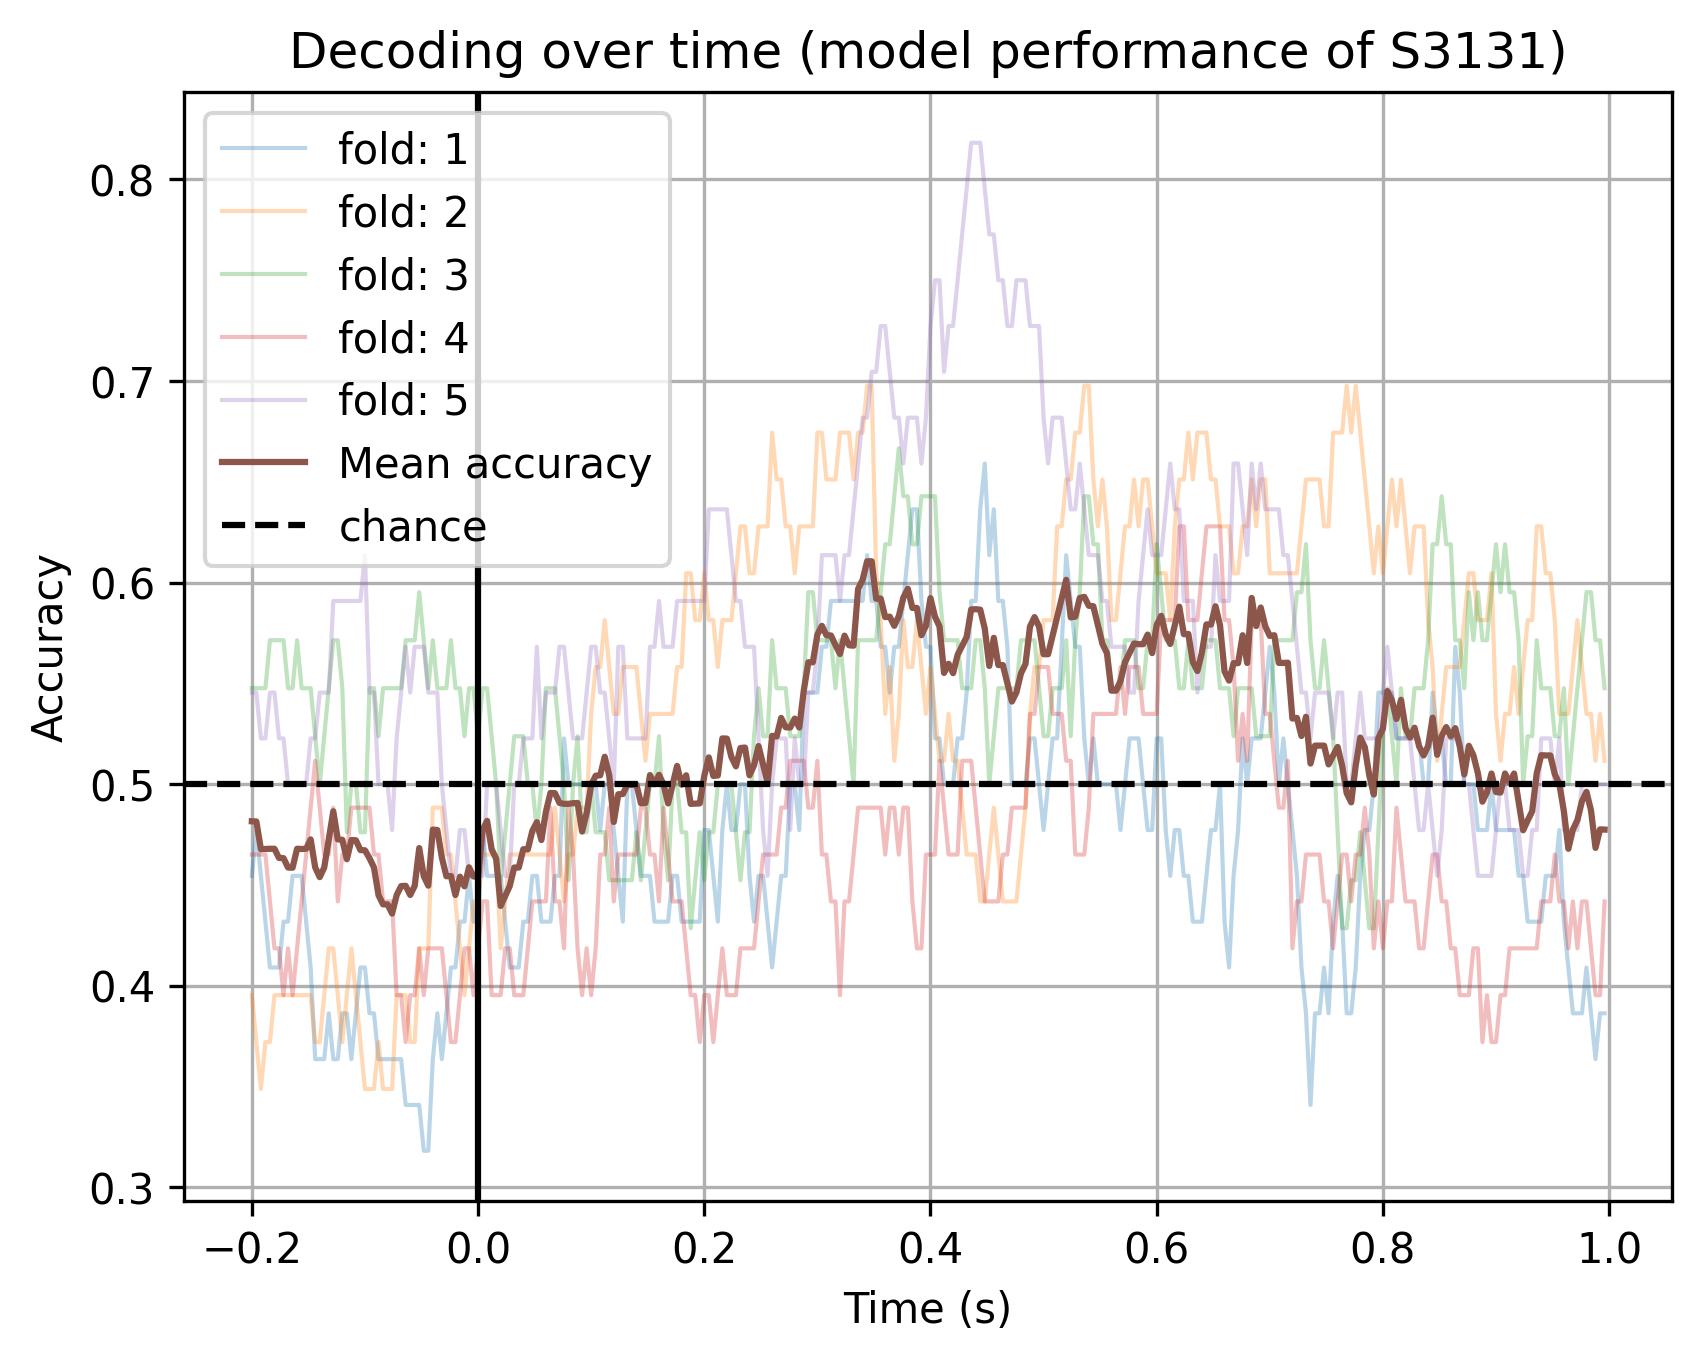 Decoding over time (model performance of S3131)
fold: 1
fold: 2
fold: 3
fold: 4
fold: 5
Mean accuracy
chance
Accuracy
0.8
0.7
0.6
0.5
0.4
0.3
−0.2 0.0 0.2 0.4 0.6 0.8 1.0
Time (s)